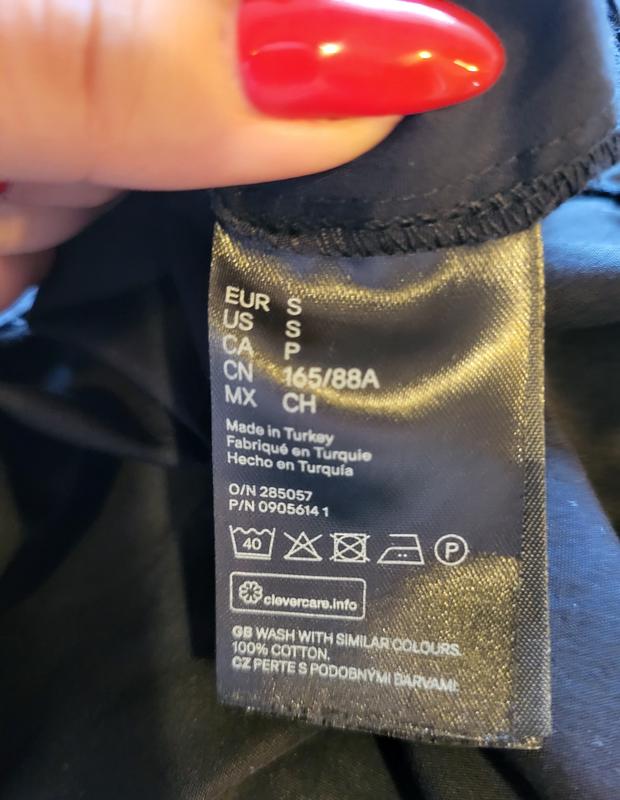 EUR S
US S
CA P
CN 165/88A
MX CH
Made in Turkey
Fabriqué en Turquie
Hecho en Turquía
O/N 285057
P/N 0905614 1
40
P
clevercare.info
GB WASH WITH SIMILAR COLOURS.
100% COTTON.
CZ PERTE S PODOBNÝMI BARVAMI.